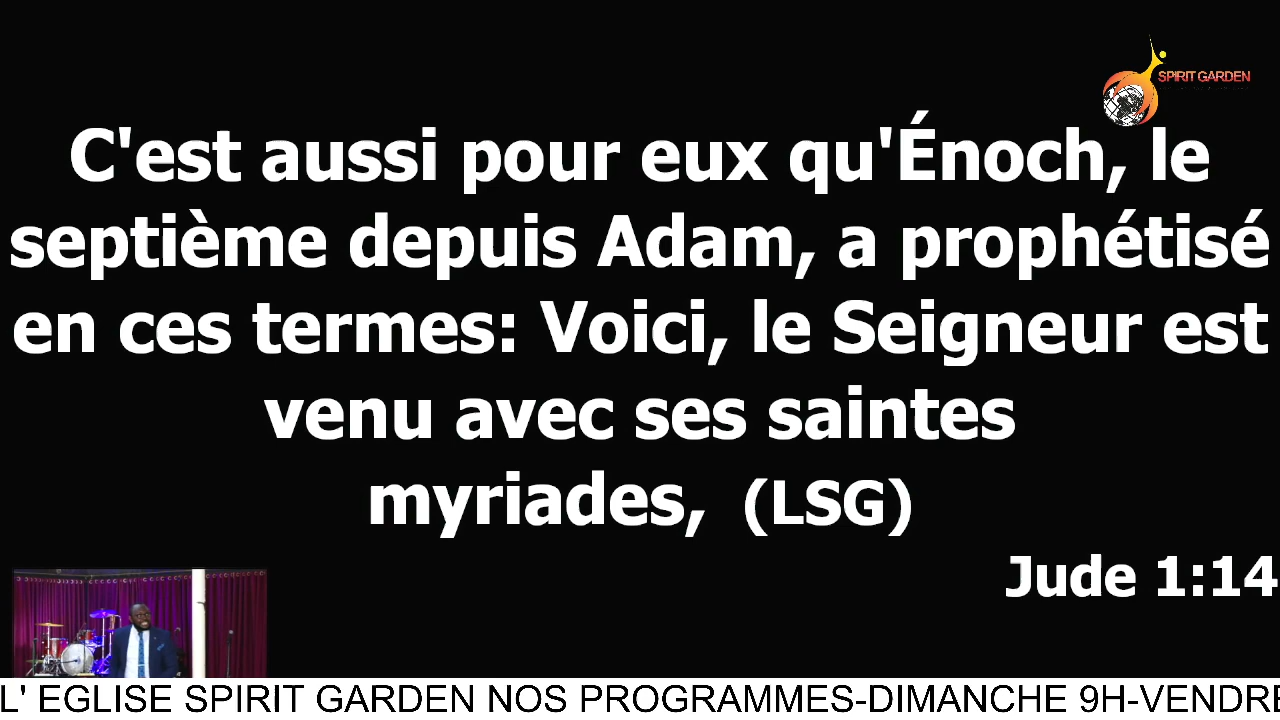 SPIRIT GARDEN
C'est aussi pour eux qu'Énoch, le
septième depuis Adam, a prophétisé
en ces termes: Voici, le Seigneur est
venu avec ses saintes
myriades, (LSG)
Jude 1:14
L' EGLISE SPIRIT GARDEN NOS PROGRAMMES-DIMANCHE 9H-VENDRE